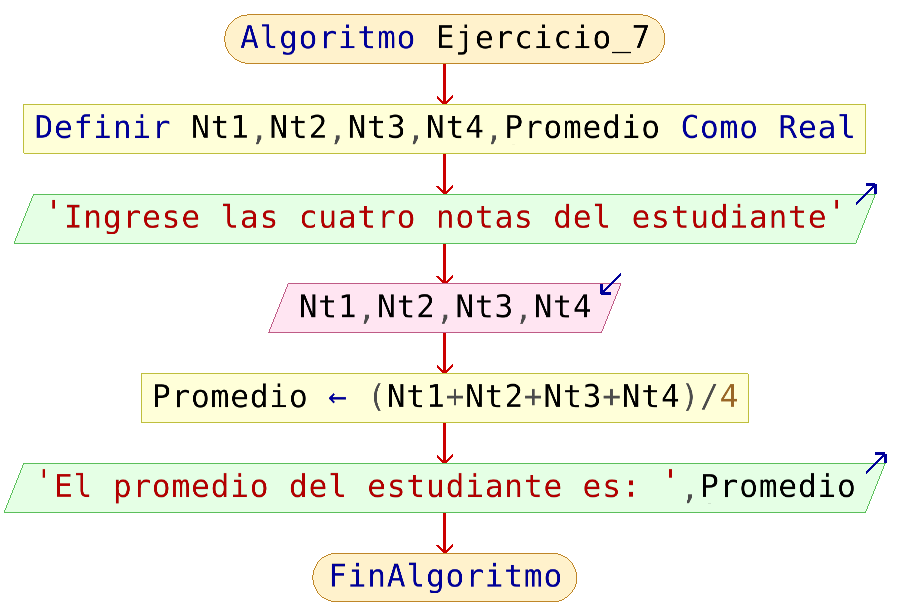 Algoritmo Ejercicio_7
Definir Nt1,Nt2,Nt3,Nt4,Promedio Como Real
'Ingrese las cuatro notas del estudiante'
Nt1,Nt2,Nt3,Nt4
Promedio ← (Nt1+Nt2+Nt3+Nt4)/4
'El promedio del estudiante es: ',Promedio
FinAlgoritmo